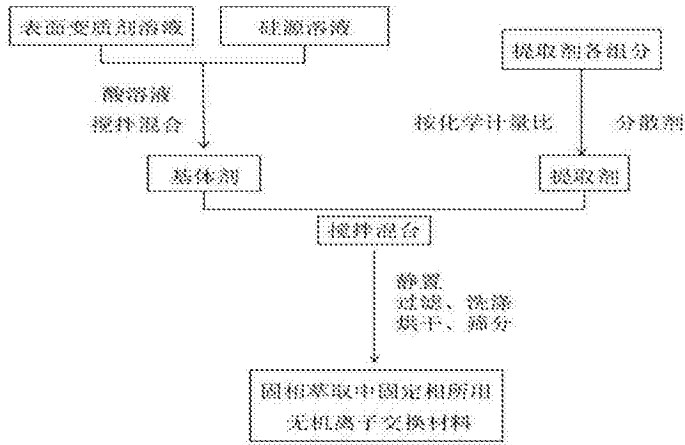 表面变质剂溶液
硅源溶液
提取剂各组分
酸溶液
搅拌混合
按化学计量比
分散剂
基体剂
提取剂
搅拌混合
静置
过滤、洗涤
烘干、筛分
固相萃取中固定相所用
无机离子交换材料